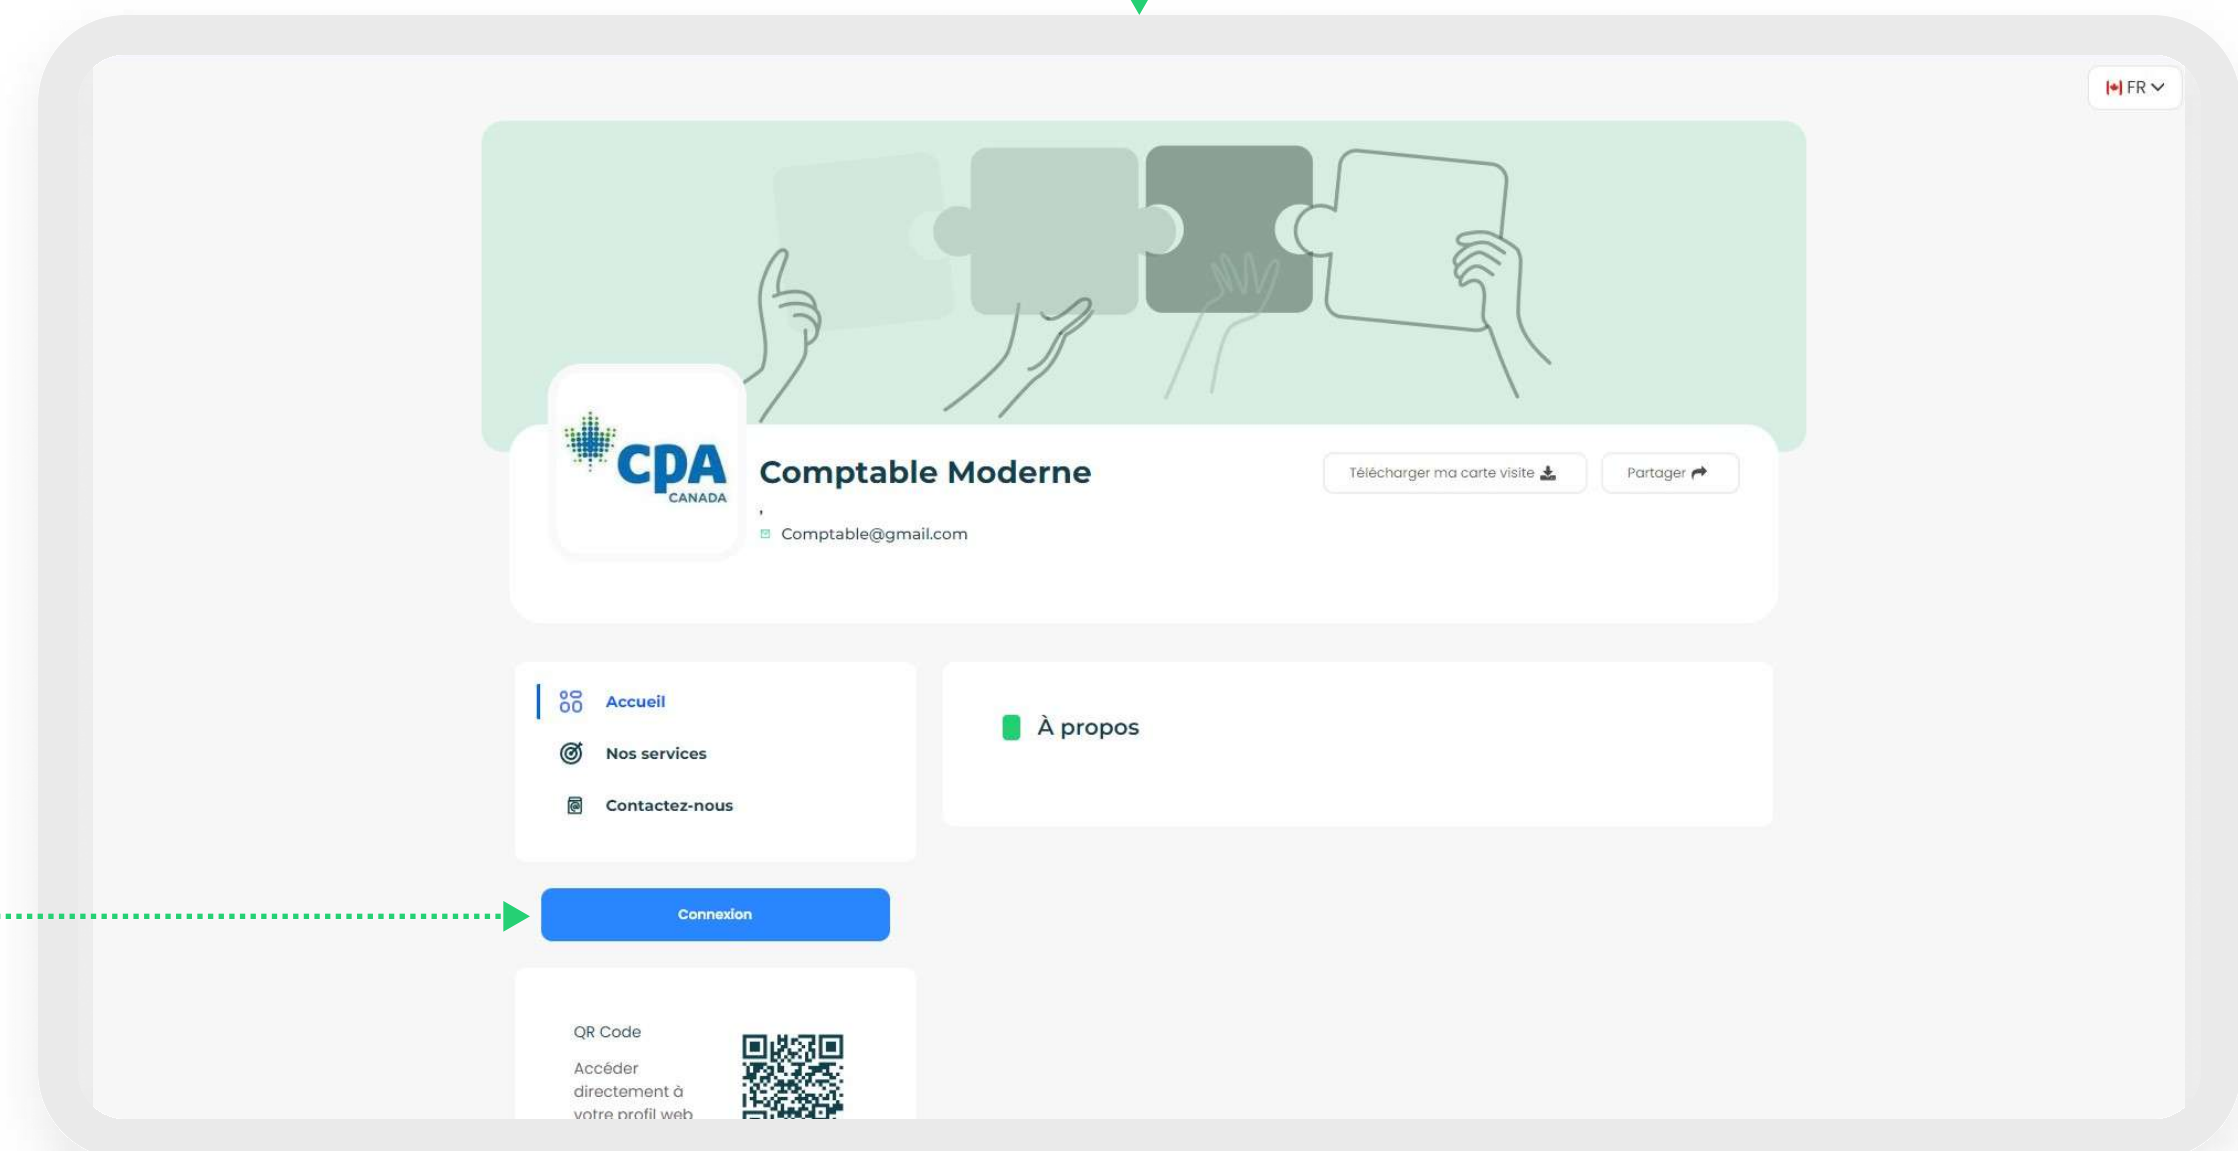 FR
CPA
CANADA
Comptable Moderne
,
Comptable@gmail.com
Télécharger ma carte visite
Partager
Accueil
Nos services
Contactez-nous
À propos
Connexion
QR Code
Accéder
directement à
votre profil web